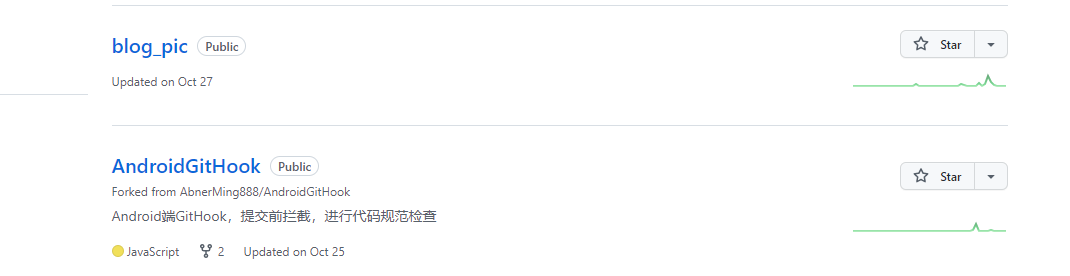 blog_pic Public Star
Updated on Oct 27
AndroidGitHook Public Star
Forked from AbnerMing888/AndroidGitHook
Android端GitHook，提交前拦截，进行代码规范检查
JavaScript 2 Updated on Oct 25